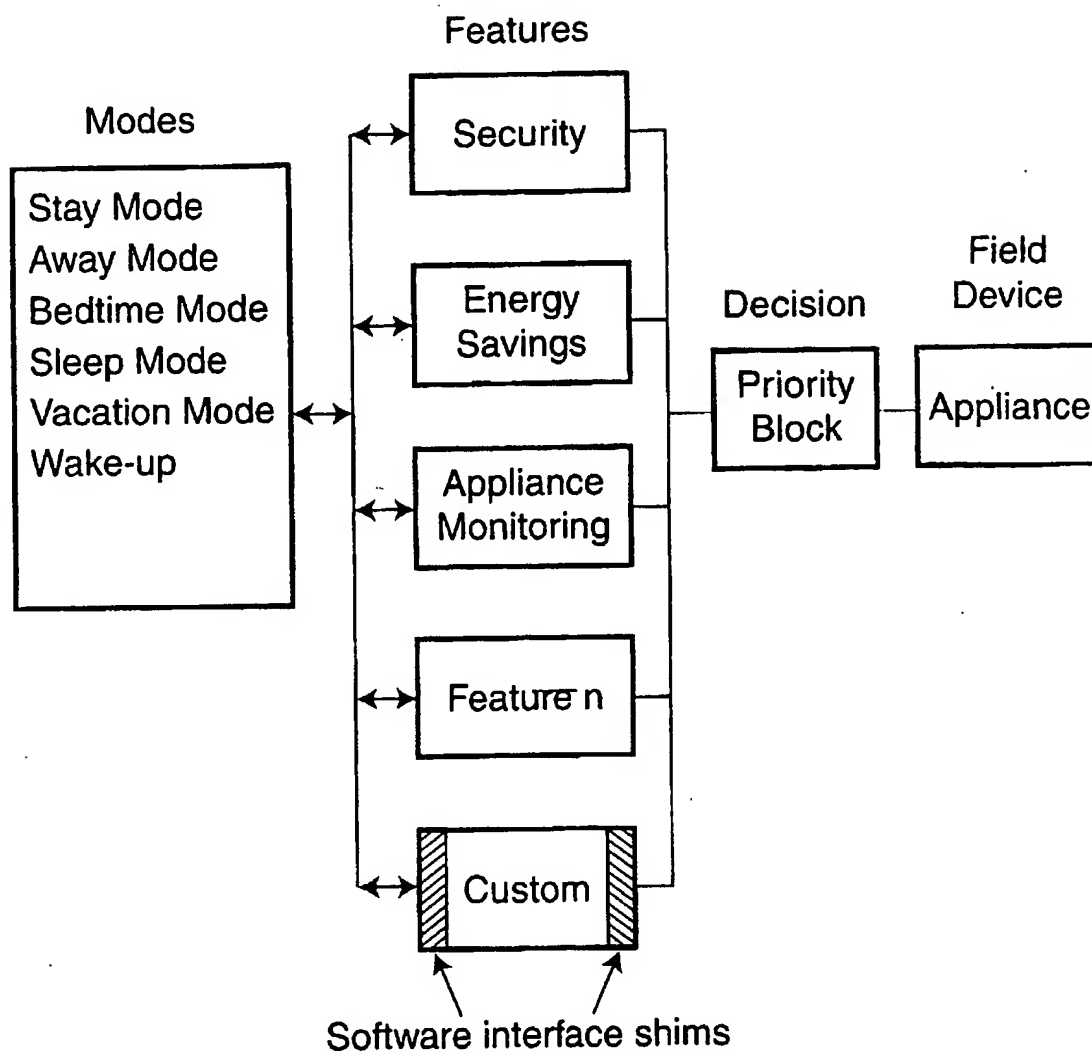 Features
Modes
Security
Stay Mode
Away Mode
Bedtime Mode
Sleep Mode
Vacation Mode
Wake-up
Energy
Savings
Appliance
Monitoring
Feature n
Custom
Software interface shims
Decision
Priority
Block
Field
Device
Appliance